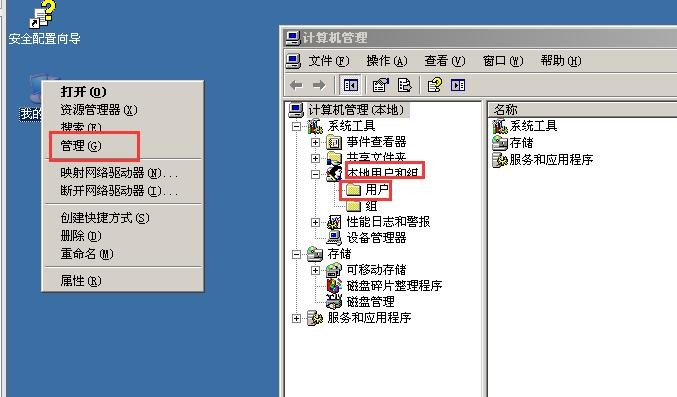 安全配置向导
我的
打开(O)
资源管理器(X)
搜索(E)...
管理(G)
映射网络驱动器(N)...
断开网络驱动器(I)...
创建快捷方式(S)
删除(D)
重命名(M)
属性(R)
计算机管理
文件(F) 操作(A) 查看(V) 窗口(W) 帮助(H)
计算机管理(本地)
系统工具
事件查看器
共享文件夹
本地用户和组
用户
组
性能日志和警报
设备管理器
存储
可移动存储
磁盘碎片整理程序
磁盘管理
服务和应用程序
名称
系统工具
存储
服务和应用程序